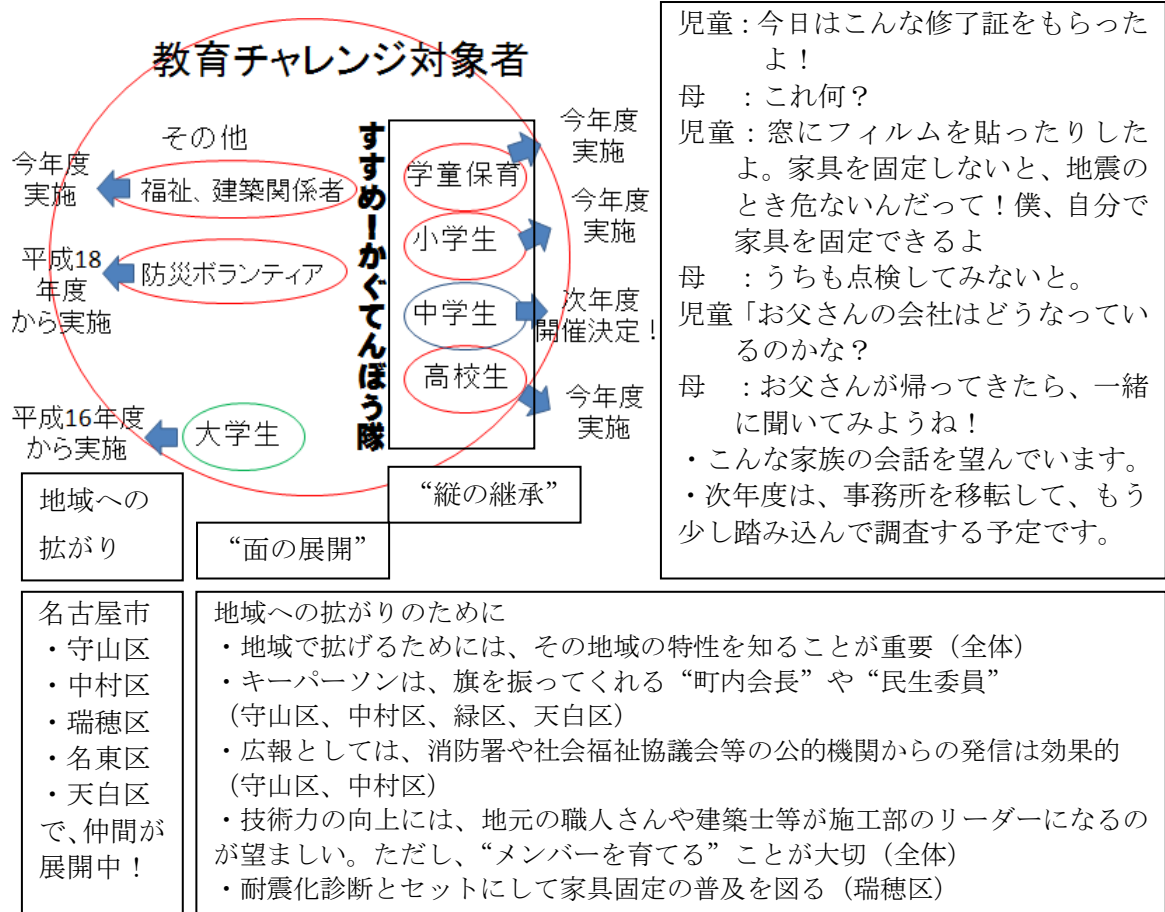 教育チャレンジ対象者
その他
今年度
実施
福祉、建築関係者
平成18
年度
から実施
防災ボランティア
平成16年度
から実施
大学生
すすめ！かぐてんぼう隊
学童保育
今年度
実施
小学生
今年度
実施
中学生
次年度
開催決定！
高校生
今年度
実施
地域への
拡がり
“面の展開”
“縦の継承”
児童：今日はこんな修了証をもらった
よ！
母　：これ何？
児童：窓にフィルムを貼ったりした
よ。家具を固定しないと、地震の
とき危ないんだって！僕、自分で
家具を固定できるよ
母　：うちも点検してみないと。
児童「お父さんの会社はどうなってい
るのかな？
母　：お父さんが帰ってきたら、一緒
に聞いてみようね！
・こんな家族の会話を望んでいます。
・次年度は、事務所を移転して、もう
少し踏み込んで調査する予定です。
名古屋市
・守山区
・中村区
・瑞穂区
・名東区
・天白区
で、仲間が
展開中！
地域への拡がりのために
・地域で拡げるためには、その地域の特性を知ることが重要（全体）
・キーパーソンは、旗を振ってくれる“町内会長”や“民生委員”
（守山区、中村区、緑区、天白区）
・広報としては、消防署や社会福祉協議会等の公的機関からの発信は効果的
（守山区、中村区）
・技術力の向上には、地元の職人さんや建築士等が施工部のリーダーになるの
が望ましい。ただし、“メンバーを育てる”ことが大切（全体）
・耐震化診断とセットにして家具固定の普及を図る（瑞穂区）